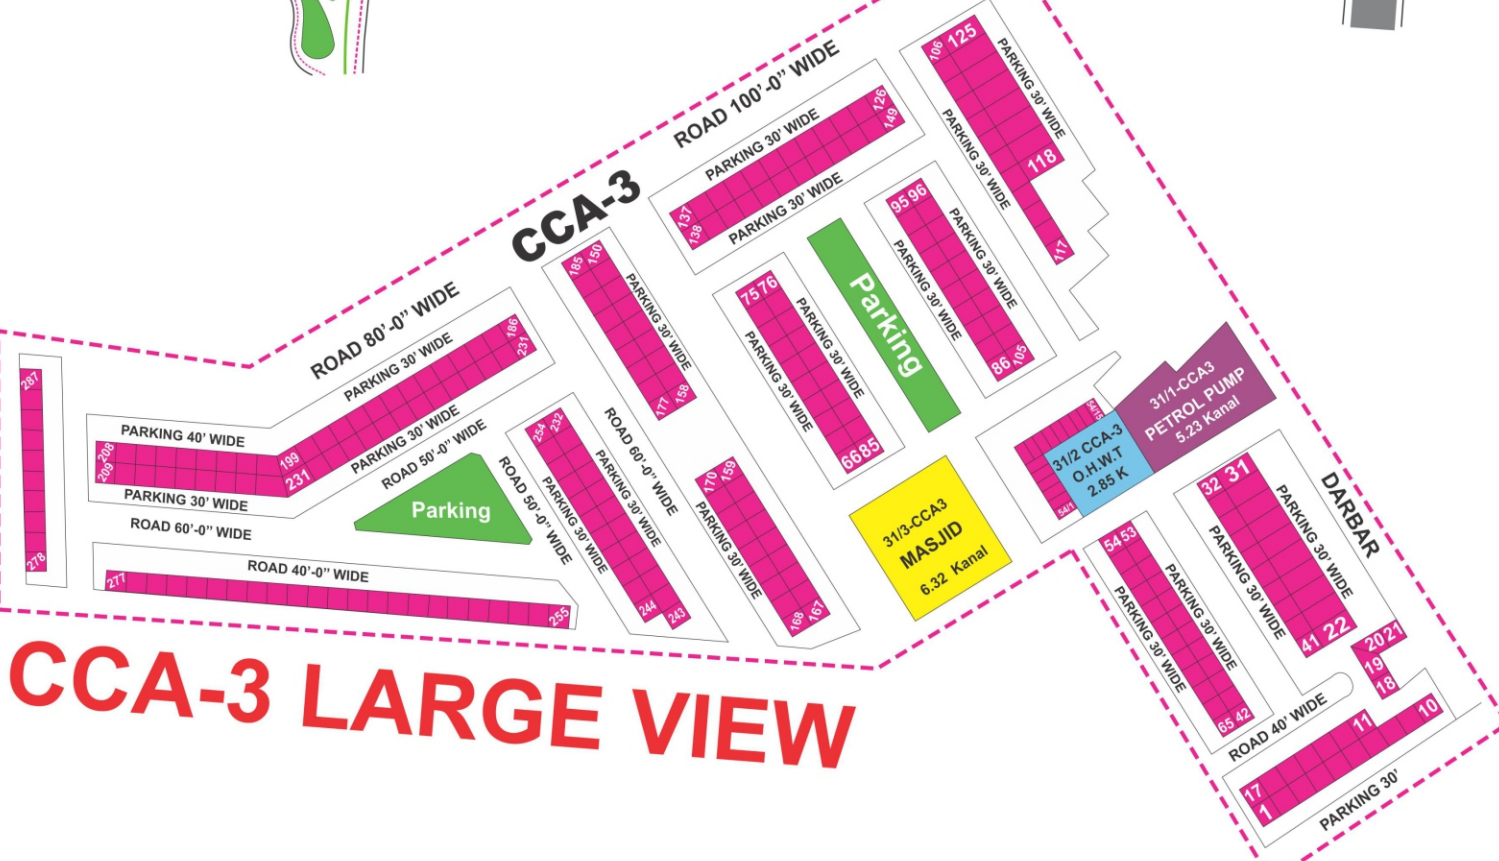 CCA-3
ROAD 100'-0" WIDE
ROAD 80'-0" WIDE
PARKING 30' WIDE
126
149
137
138
PARKING 30' WIDE
106
125
PARKING 30' WIDE
PARKING 30' WIDE
118
117
95 96
PARKING 30' WIDE
PARKING 30' WIDE
86
105
Parking
75 76
PARKING 30' WIDE
PARKING 30' WIDE
66 85
185
150
PARKING 30' WIDE
177
158
PARKING 30' WIDE
186
231
199
231
PARKING 30' WIDE
ROAD 50'-0" WIDE
PARKING 40' WIDE
208
209
PARKING 30' WIDE
ROAD 60'-0" WIDE
287
278
Parking
ROAD 40'-0" WIDE
277
255
254
232
ROAD 50'-0" WIDE
PARKING 30' WIDE
PARKING 30' WIDE
244
243
ROAD 60'-0" WIDE
170
159
PARKING 30' WIDE
168
167
31/3-CCA3
MASJID
6.32 Kanal
54/15
54/1
31/2 CCA-3
O.H.W.T
2.85 K
31/1-CCA3
PETROL PUMP
5.23 Kanal
DARBAR
32 31
PARKING 30' WIDE
PARKING 30' WIDE
41 22
54 53
PARKING 30' WIDE
PARKING 30' WIDE
65 42
20 21
19
18
ROAD 40' WIDE
11
10
17
1
PARKING 30'
CCA-3 LARGE VIEW